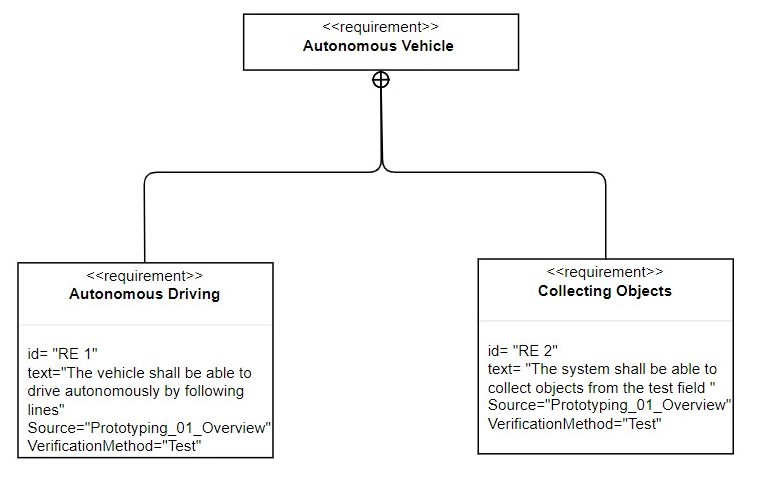 <<requirement>>
Autonomous Vehicle
<<requirement>>
Autonomous Driving
id= "RE 1"
text="The vehicle shall be able to
drive autonomously by following
lines"
Source="Prototyping_01_Overview"
VerificationMethod="Test"
<<requirement>>
Collecting Objects
id= "RE 2"
text= "The system shall be able to
collect objects from the test field "
Source="Prototyping_01_Overview"
VerificationMethod="Test"